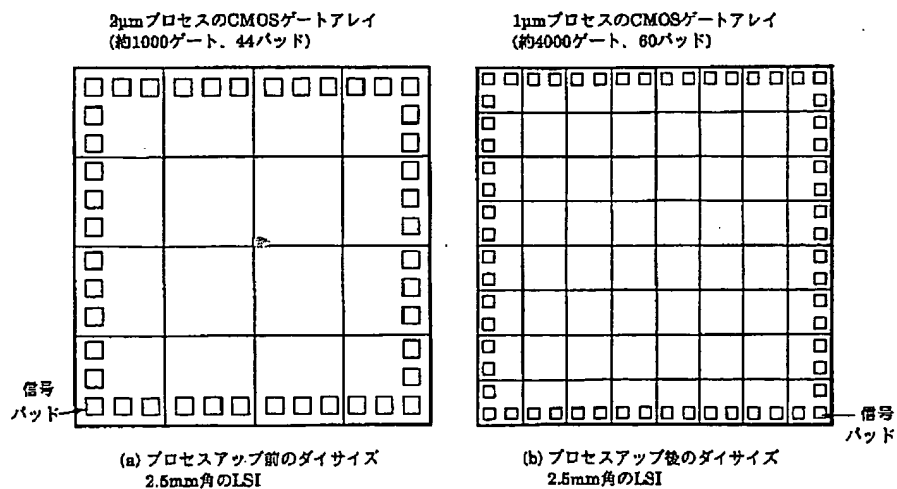 2μmプロセスのCMOSゲートアレイ
(約1000ゲート、44パッド)
1μmプロセスのCMOSゲートアレイ
(約4000ゲート、60パッド)
信号
パッド
信号
パッド
(a) プロセスアップ前のダイサイズ
2.5mm角のLSI
(b) プロセスアップ後のダイサイズ
2.5mm角のLSI